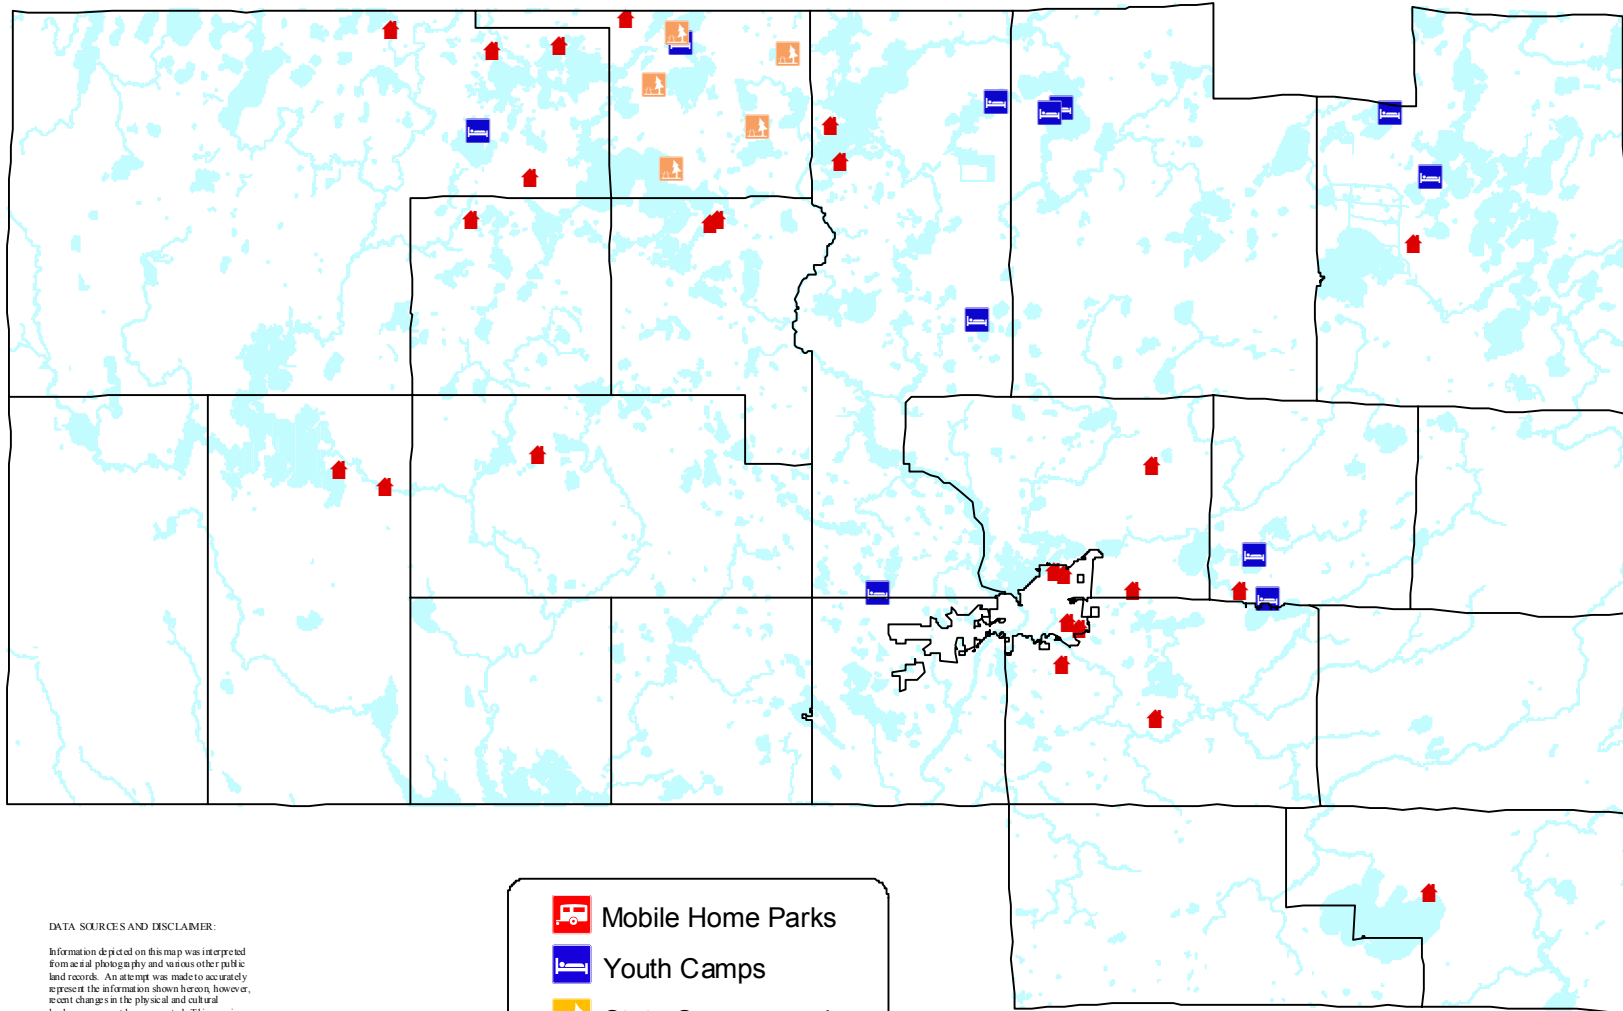 DATA SOURCES AND DISCLAIMER:
Information depicted on this map was interpreted
from aerial photography and various other public
land records. An attempt was made to accurately
represent the information shown hereon, however,
recent changes in the physical and cultural
Mobile Home Parks
Youth Camps
State